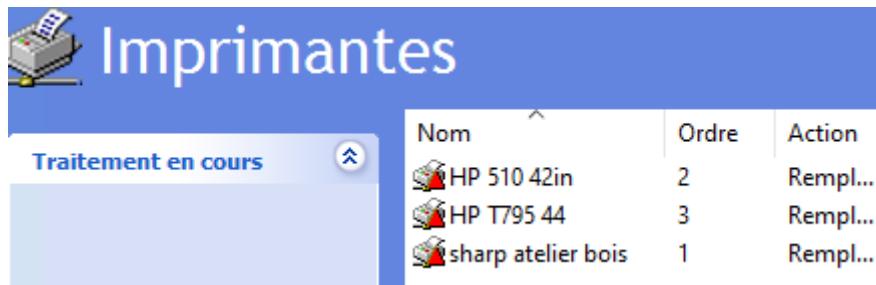 Imprimantes
Traitement en cours
Nom Ordre Action
HP 510 42in 2 Rempl...
HP T795 44 3 Rempl...
sharp atelier bois 1 Rempl...